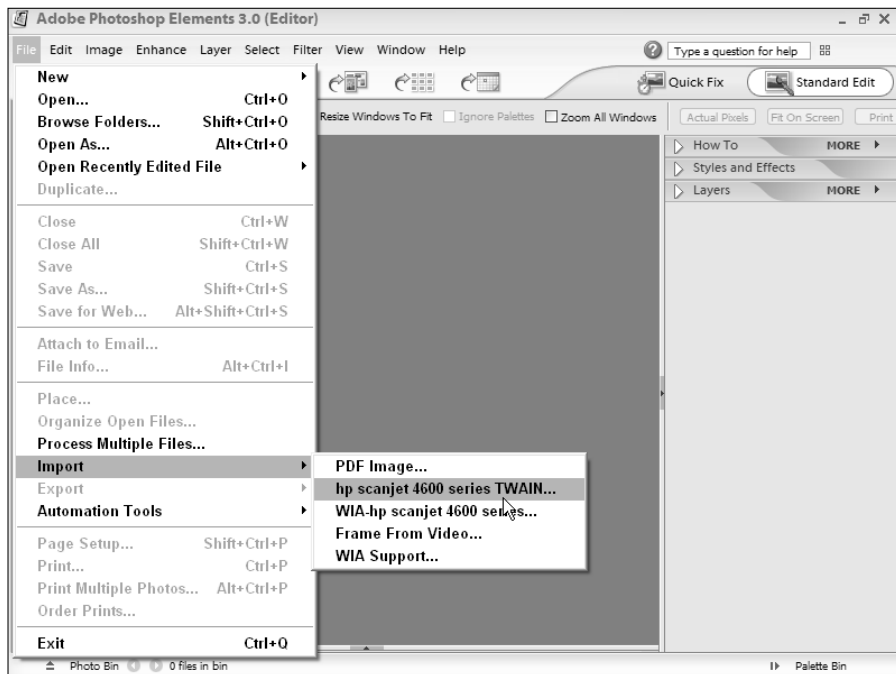 Adobe Photoshop Elements 3.0 (Editor)
File Edit Image Enhance Layer Select Filter View Window Help
Type a question for help
Quick Fix
Standard Edit
Resize Windows To Fit Ignore Palettes Zoom All Windows
Actual Pixels Fit On Screen Print
New
Open... Ctrl+O
Browse Folders... Shift+Ctrl+O
Open As... Alt+Ctrl+O
Open Recently Edited File
Duplicate...
Close Ctrl+W
Close All Shift+Ctrl+W
Save Ctrl+S
Save As... Shift+Ctrl+S
Save for Web... Alt+Shift+Ctrl+S
Attach to Email...
File Info... Alt+Ctrl+I
Place...
Organize Open Files...
Process Multiple Files...
Import
Export
Automation Tools
Page Setup... Shift+Ctrl+P
Print... Ctrl+P
Print Multiple Photos... Alt+Ctrl+P
Order Prints...
Exit Ctrl+Q
PDF Image...
hp scanjet 4600 series TWAIN...
WIA-hp scanjet 4600 series...
Frame From Video...
WIA Support...
How To MORE
Styles and Effects
Layers MORE
Photo Bin 0 files in bin
Palette Bin